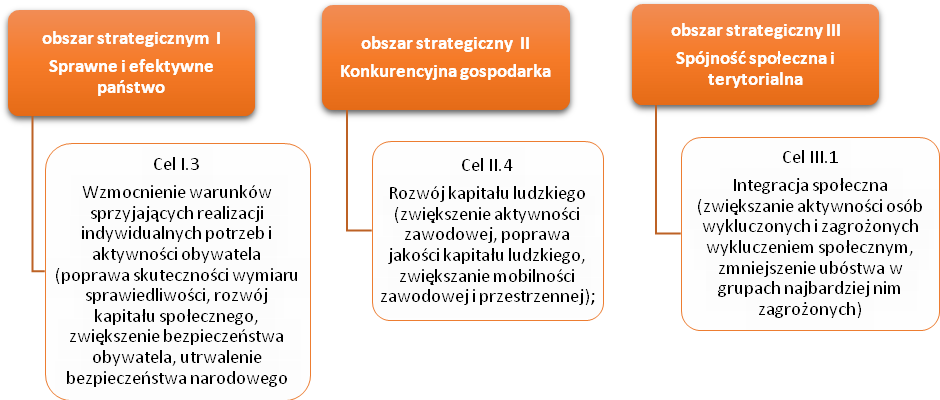 obszar strategicznym I
Sprawne i efektywne
państwo
Cel I.3
Wzmocnienie warunków
sprzyjających realizacji
indywidualnych potrzeb i
aktywności obywatela
(poprawa skuteczności wymiaru
sprawiedliwości, rozwój
kapitału społecznego,
zwiększenie bezpieczeństwa
obywatela, utrwalenie
bezpieczeństwa narodowego
obszar strategiczny II
Konkurencyjna gospodarka
Cel II.4
Rozwój kapitału ludzkiego
(zwiększenie aktywności
zawodowej, poprawa
jakości kapitału ludzkiego,
zwiększanie mobilności
zawodowej i przestrzennej);
obszar strategiczny III
Spójność społeczna i
terytorialna
Cel III.1
Integracja społeczna
(zwiększanie aktywności osób
wykluczonych i zagrożonych
wykluczeniem społecznym,
zmniejszenie ubóstwa w
grupach najbardziej nim
zagrożonych)